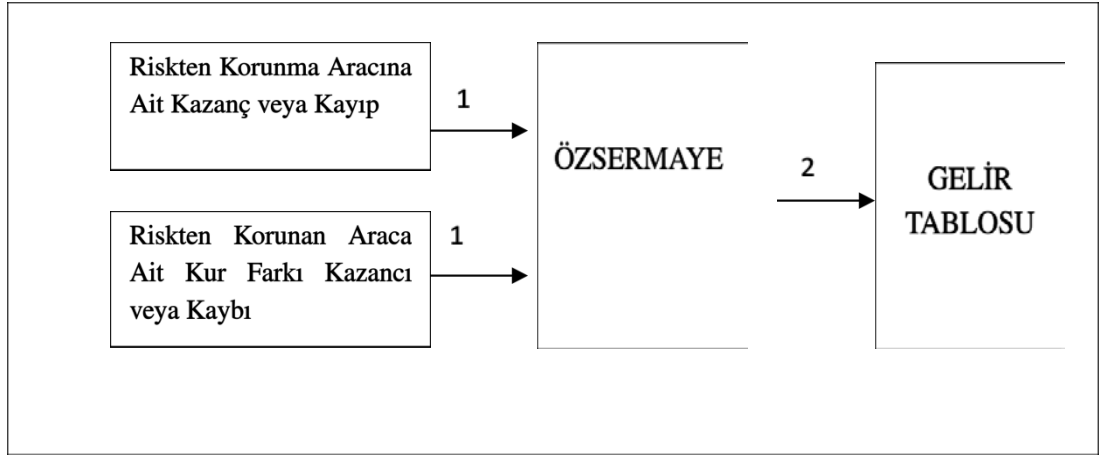 Riskten Korunma Aracına
Ait Kazanç veya Kayıp
1
Riskten Korunan Araca
Ait Kur Farkı Kazancı
veya Kaybı
1
ÖZSERMAYE
2
GELİR
TABLOSU